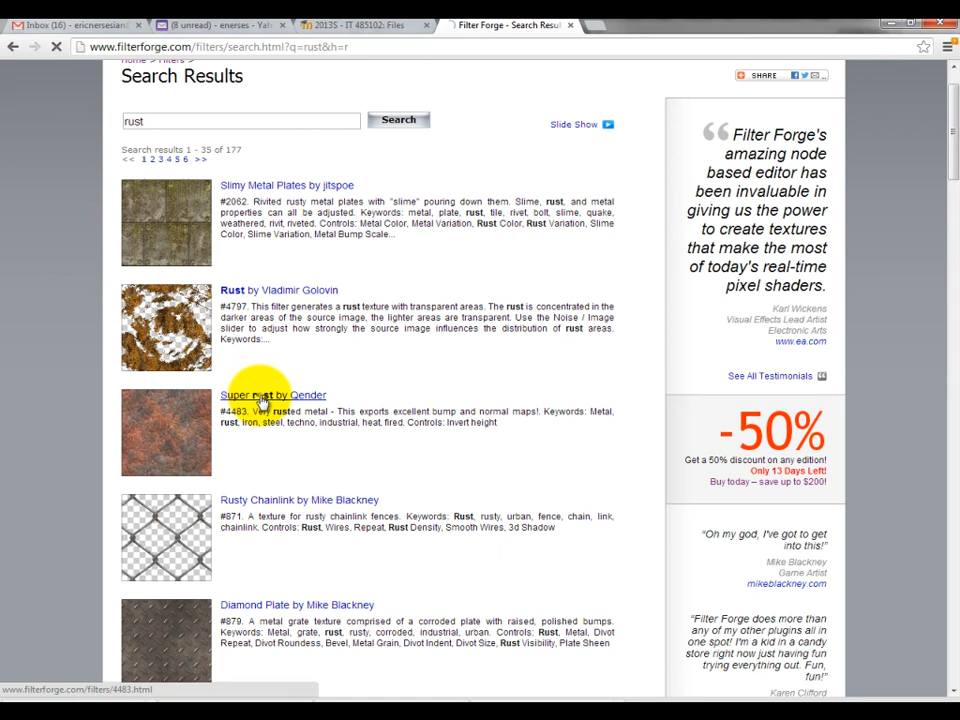 Inbox (16) - ericnersesian
(8 unread) - enerses - Yah
2013S - IT 485102: Files
Filter Forge - Search Resu
www.filterforge.com/filters/search.html?q=rust&h=r
Home > Filters >
Search Results
SHARE
rust
Search
Slide Show
Search results 1 - 35 of 177
<< 1 2 3 4 5 6 >>
Slimy Metal Plates by jitspoe
#2062. Rivited rusty metal plates with "slime" pouring down them. Slime, rust, and metal
properties can all be adjusted. Keywords: metal, plate, rust, tile, rivet, bolt, slime, quake,
weathered, rivit, riveted. Controls: Metal Color, Metal Variation, Rust Color, Rust Variation, Slime
Color, Slime Variation, Metal Bump Scale...
Rust by Vladimir Golovin
#4797. This filter generates a rust texture with transparent areas. The rust is concentrated in the
darker areas of the source image, the lighter areas are transparent. Use the Noise / Image
slider to adjust how strongly the source image influences the distribution of rust areas.
Keywords:...
Super rust by Qender
#4483. Very rusted metal - This exports excellent bump and normal maps!. Keywords: Metal,
rust, iron, steel, techno, industrial, heat, fired. Controls: Invert height
Rusty Chainlink by Mike Blackney
#871. A texture for rusty chainlink fences. Keywords: Rust, rusty, urban, fence, chain, link,
chainlink. Controls: Rust, Wires, Repeat, Rust Density, Smooth Wires, 3d Shadow
Diamond Plate by Mike Blackney
#879. A metal grate texture comprised of a corroded plate with raised, polished bumps.
Keywords: Metal, grate, rust, rusty, corroded, industrial, urban. Controls: Rust, Metal, Divot
Repeat, Divot Roundess, Bevel, Metal Grain, Divot Indent, Divot Size, Rust Visibility, Plate Sheen
“ Filter Forge's
amazing node
based editor has
been invaluable in
giving us the power
to create textures
that make the most
of today's real-time
pixel shaders.
Karl Wickens
Visual Effects Lead Artist
Electronic Arts
www.ea.com
See All Testimonials
-50%
Get a 50% discount on any edition!
Only 13 Days Left!
Buy today – save up to $200!
“Oh my god, I've got to get
into this!”
Mike Blackney
Game Artist
mikeblackney.com
“Filter Forge does more than
any of my other plugins all in
one spot! I'm a kid in a candy
store right now just having fun
trying everything out. Fun,
fun!”
Karen Clifford
www.filterforge.com/filters/4483.html